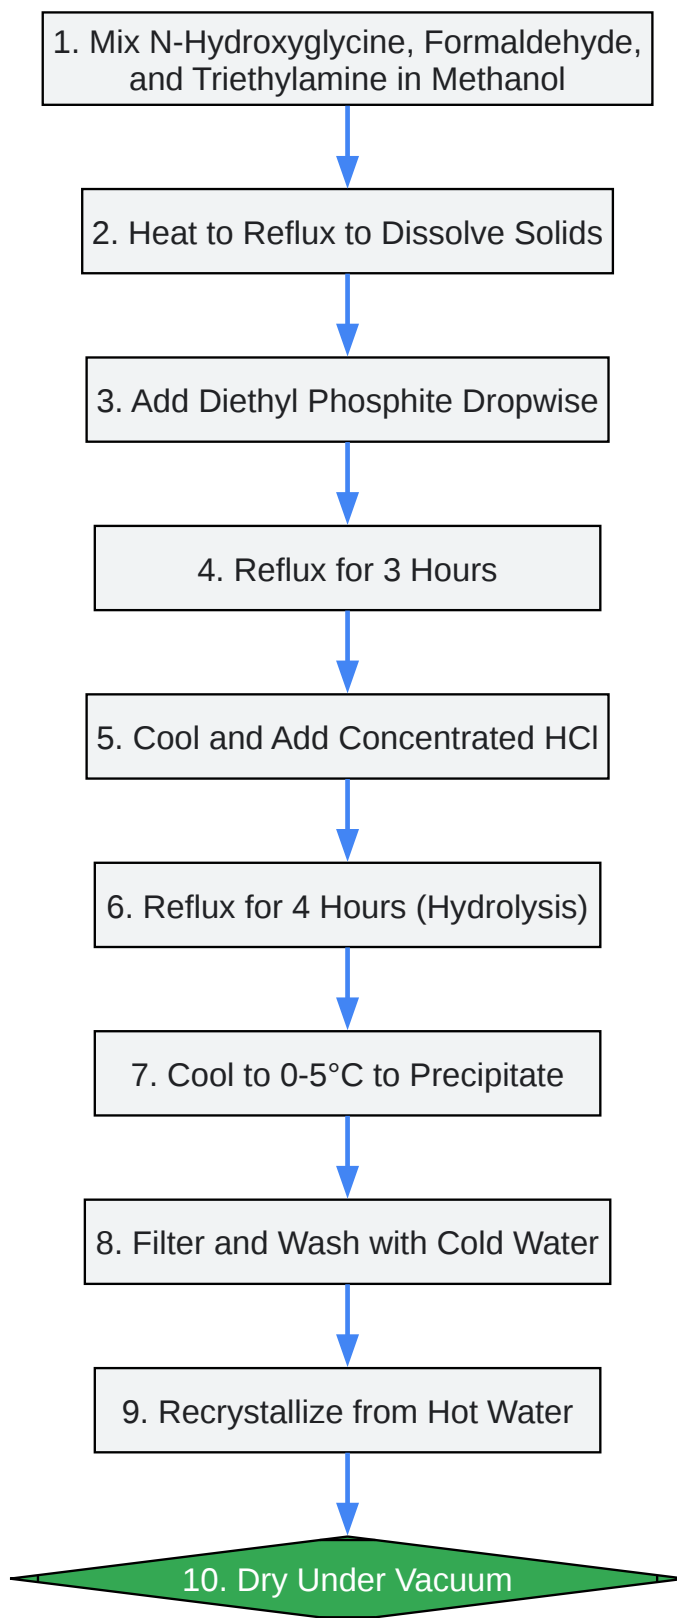 1. Mix N-Hydroxyglycine, Formaldehyde,
and Triethylamine in Methanol
2. Heat to Reflux to Dissolve Solids
3. Add Diethyl Phosphite Dropwise
4. Reflux for 3 Hours
5. Cool and Add Concentrated HCl
6. Reflux for 4 Hours (Hydrolysis)
7. Cool to 0-5°C to Precipitate
8. Filter and Wash with Cold Water
9. Recrystallize from Hot Water
10. Dry Under Vacuum